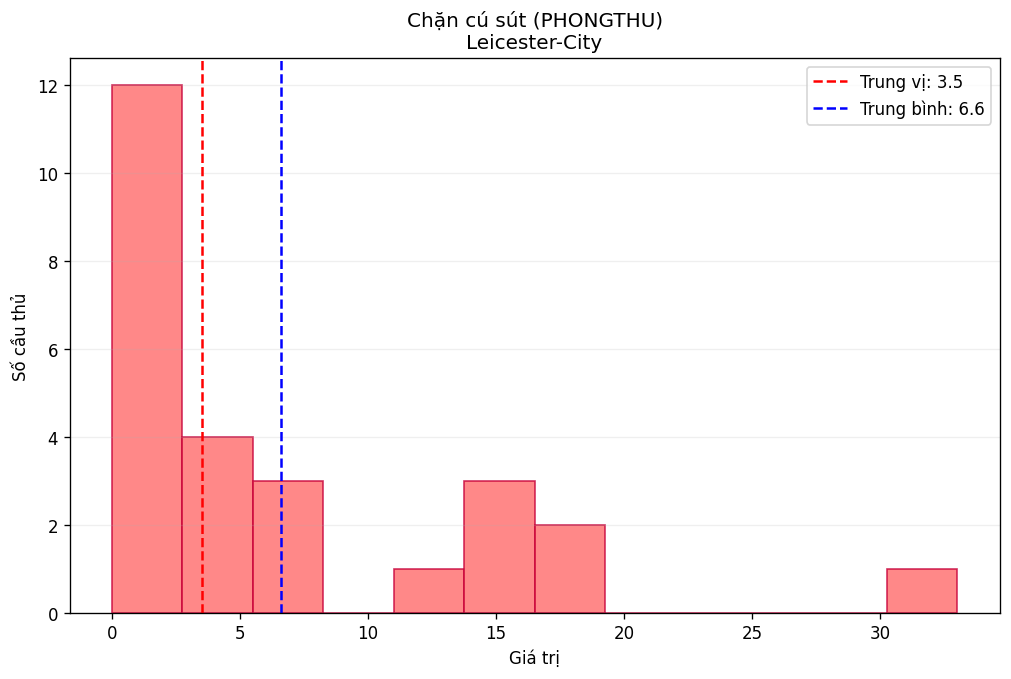 Chặn cú sút (PHONGTHU)
Leicester-City
Trung vị: 3.5
Trung bình: 6.6
Số cầu thủ
12
10
8
6
4
2
0
0 5 10 15 20 25 30
Giá trị